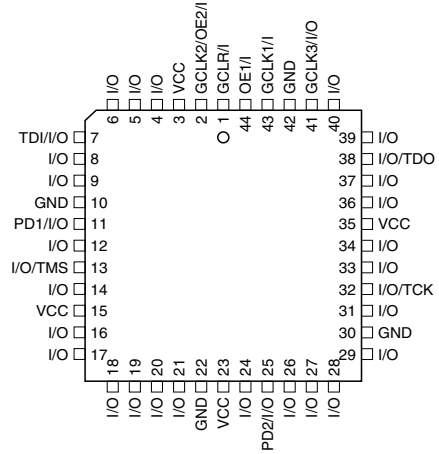 I/O
I/O
I/O
VCC
GCLK2/OE2/I
GCLR/I
OE1/I
GCLK1/I
GND
GCLK3/I/O
I/O
6
5
4
3
2
1
44
43
42
41
40
TDI/I/O 7
I/O 8
I/O 9
GND 10
PD1/I/O 11
I/O 12
I/O/TMS 13
I/O 14
VCC 15
I/O 16
I/O 17
39 I/O
38 I/O/TDO
37 I/O
36 I/O
35 VCC
34 I/O
33 I/O
32 I/O/TCK
31 I/O
30 GND
29 I/O
18
19
20
21
22
23
24
25
26
27
28
I/O
I/O
I/O
I/O
GND
VCC
I/O
PD2/I/O
I/O
I/O
I/O